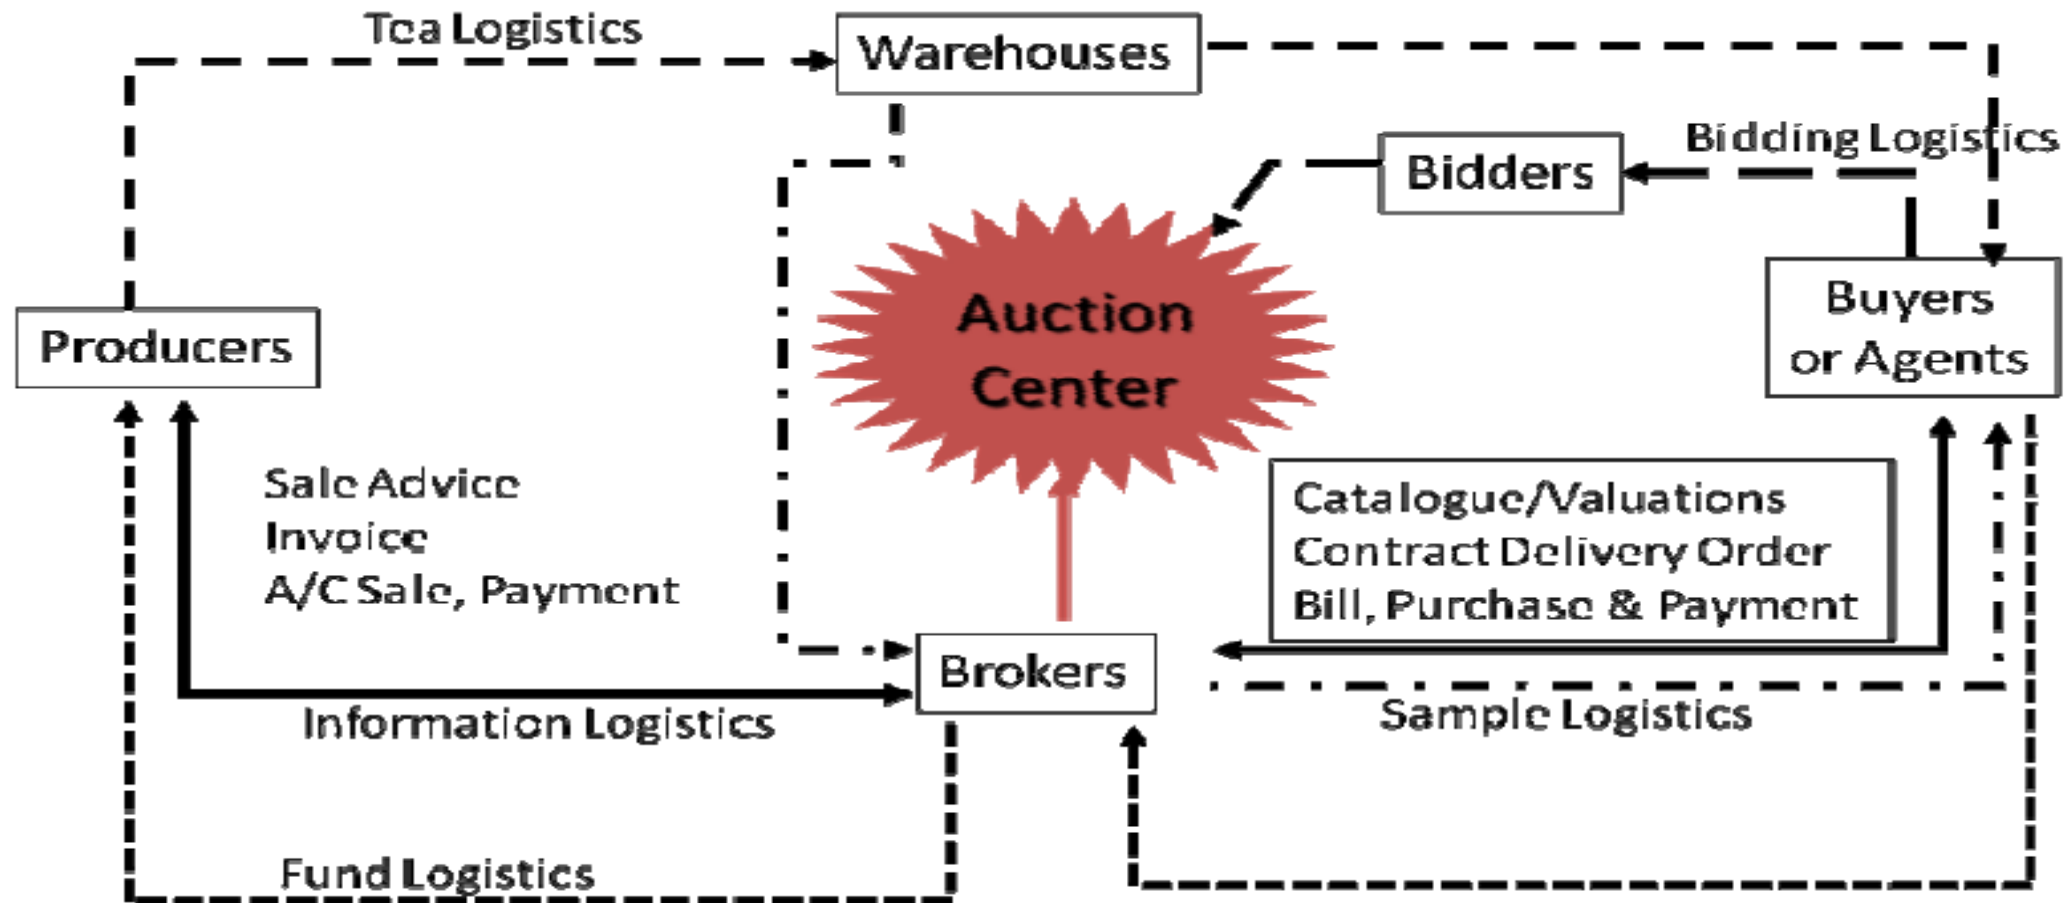 Tea Logistics
Warehouses
Bidding Logistics
Bidders
Auction
Center
Buyers
or Agents
Producers
Sale Advice
Invoice
A/C Sale, Payment
Catalogue/Valuations
Contract Delivery Order
Bill, Purchase & Payment
Brokers
Information Logistics
Sample Logistics
Fund Logistics